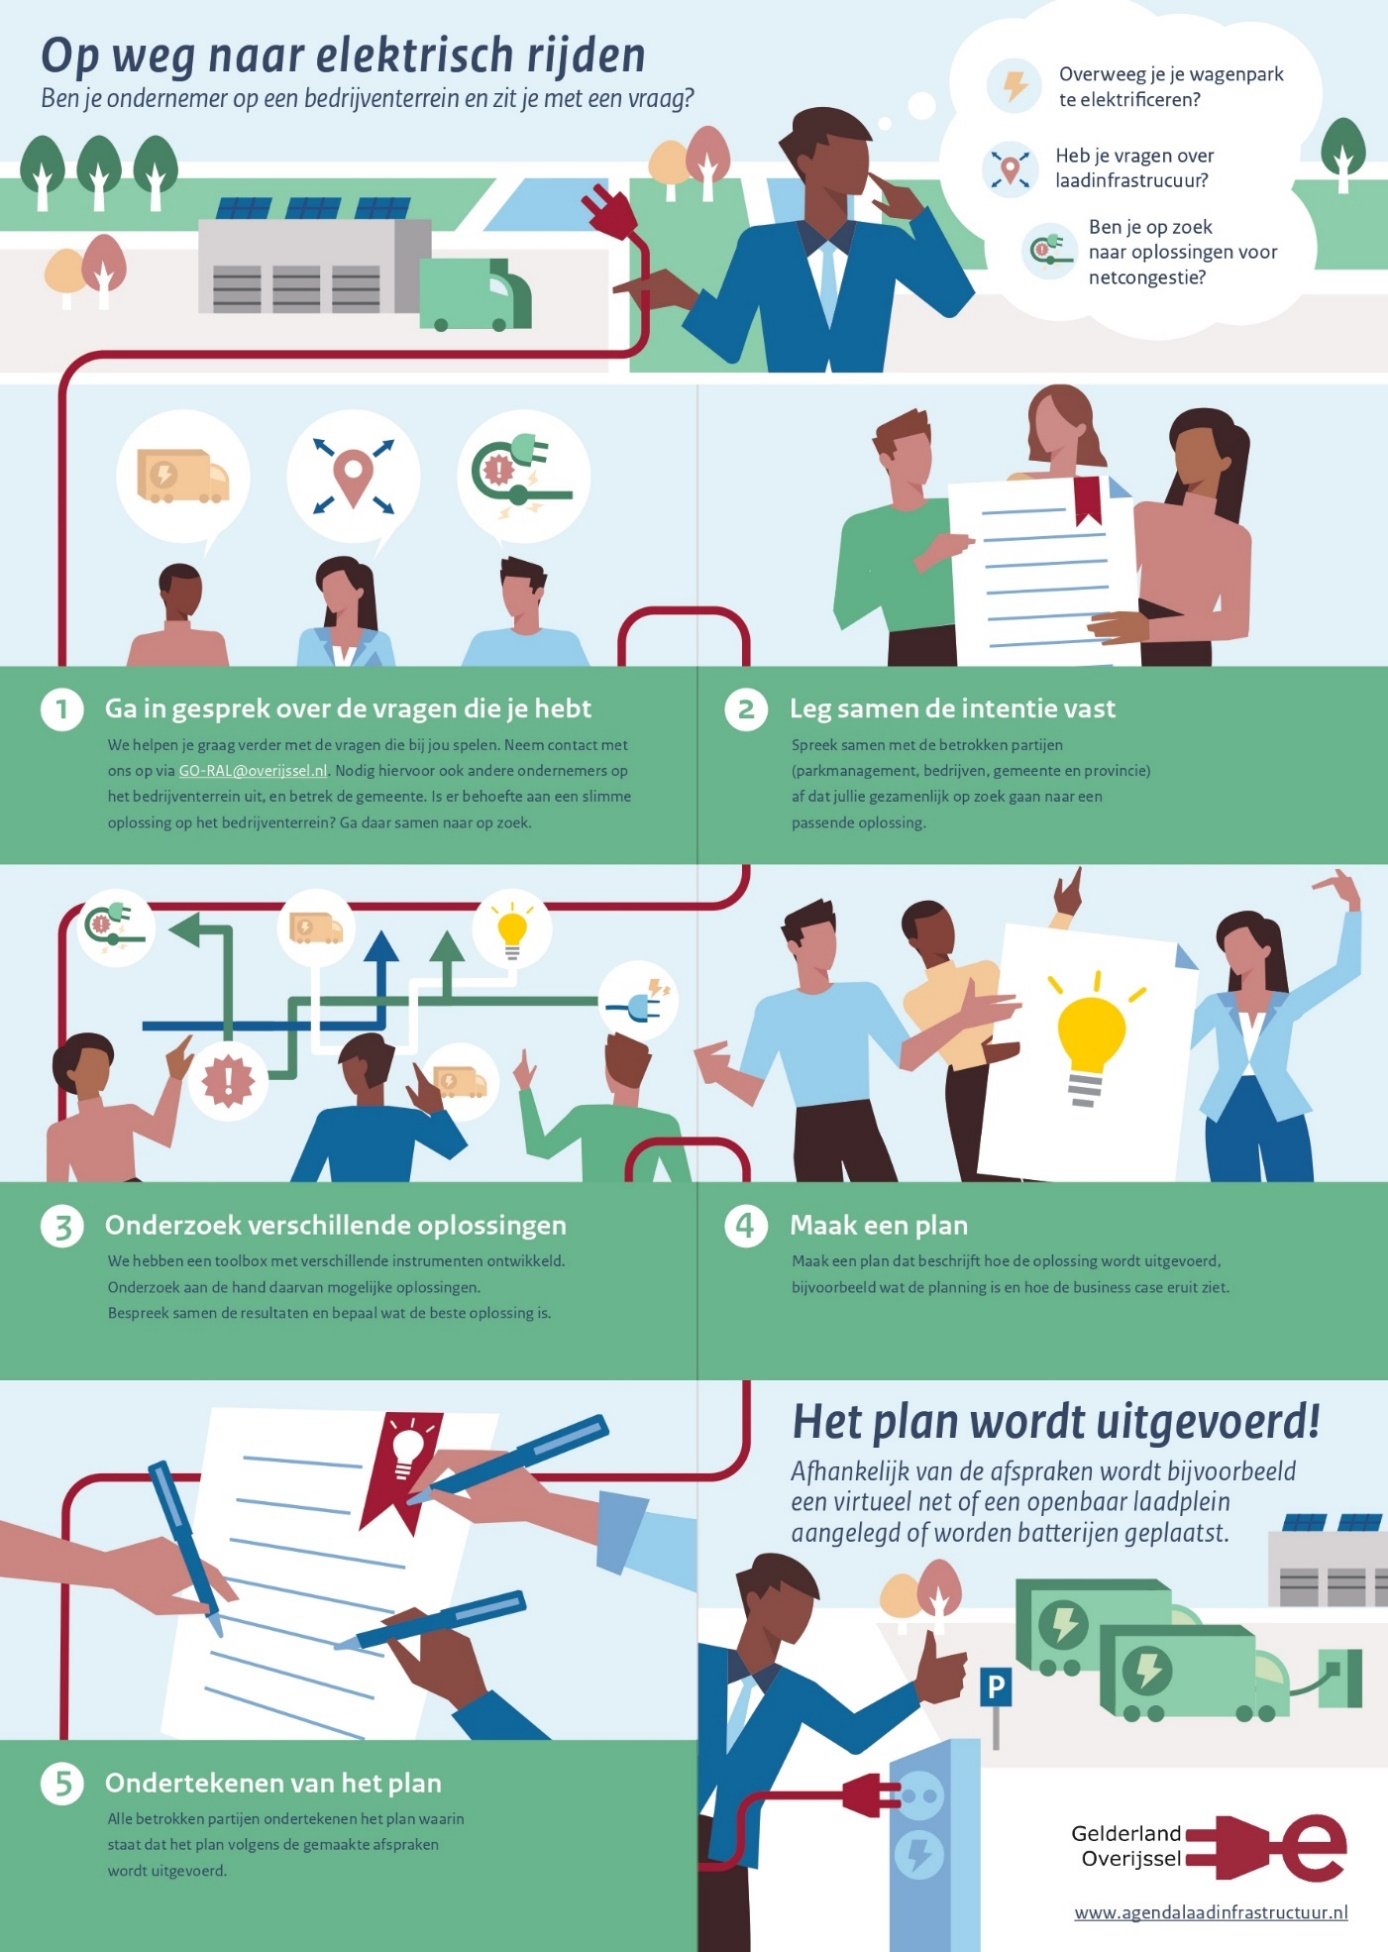 Op weg naar elektrisch rijden
Ben je ondernemer op een bedrijventerrein en zit je met een vraag?
Overweeg je je wagenpark
te elektrificeren?
Heb je vragen over
laadinfrastrucuur?
Ben je op zoek
naar oplossingen voor
netcongestie?
1 Ga in gesprek over de vragen die je hebt
We helpen je graag verder met de vragen die bij jou spelen. Neem contact met
ons op via GO-RAL@overijssel.nl. Nodig hiervoor ook andere ondernemers op
het bedrijventerrein uit, en betrek de gemeente. Is er behoefte aan een slimme
oplossing op het bedrijventerrein? Ga daar samen naar op zoek.
2 Leg samen de intentie vast
Spreek samen met de betrokken partijen
(parkmanagement, bedrijven, gemeente en provincie)
af dat jullie gezamenlijk op zoek gaan naar een
passende oplossing.
3 Onderzoek verschillende oplossingen
We hebben een toolbox met verschillende instrumenten ontwikkeld.
Onderzoek aan de hand daarvan mogelijke oplossingen.
Bespreek samen de resultaten en bepaal wat de beste oplossing is.
4 Maak een plan
Maak een plan dat beschrijft hoe de oplossing wordt uitgevoerd,
bijvoorbeeld wat de planning is en hoe de business case eruit ziet.
5 Ondertekenen van het plan
Alle betrokken partijen ondertekenen het plan waarin
staat dat het plan volgens de gemaakte afspraken
wordt uitgevoerd.
Het plan wordt uitgevoerd!
Afhankelijk van de afspraken wordt bijvoorbeeld
een virtueel net of een openbaar laadplein
aangelegd of worden batterijen geplaatst.
P
Gelderland
Overijssel
e
www.agendalaadinfrastructuur.nl